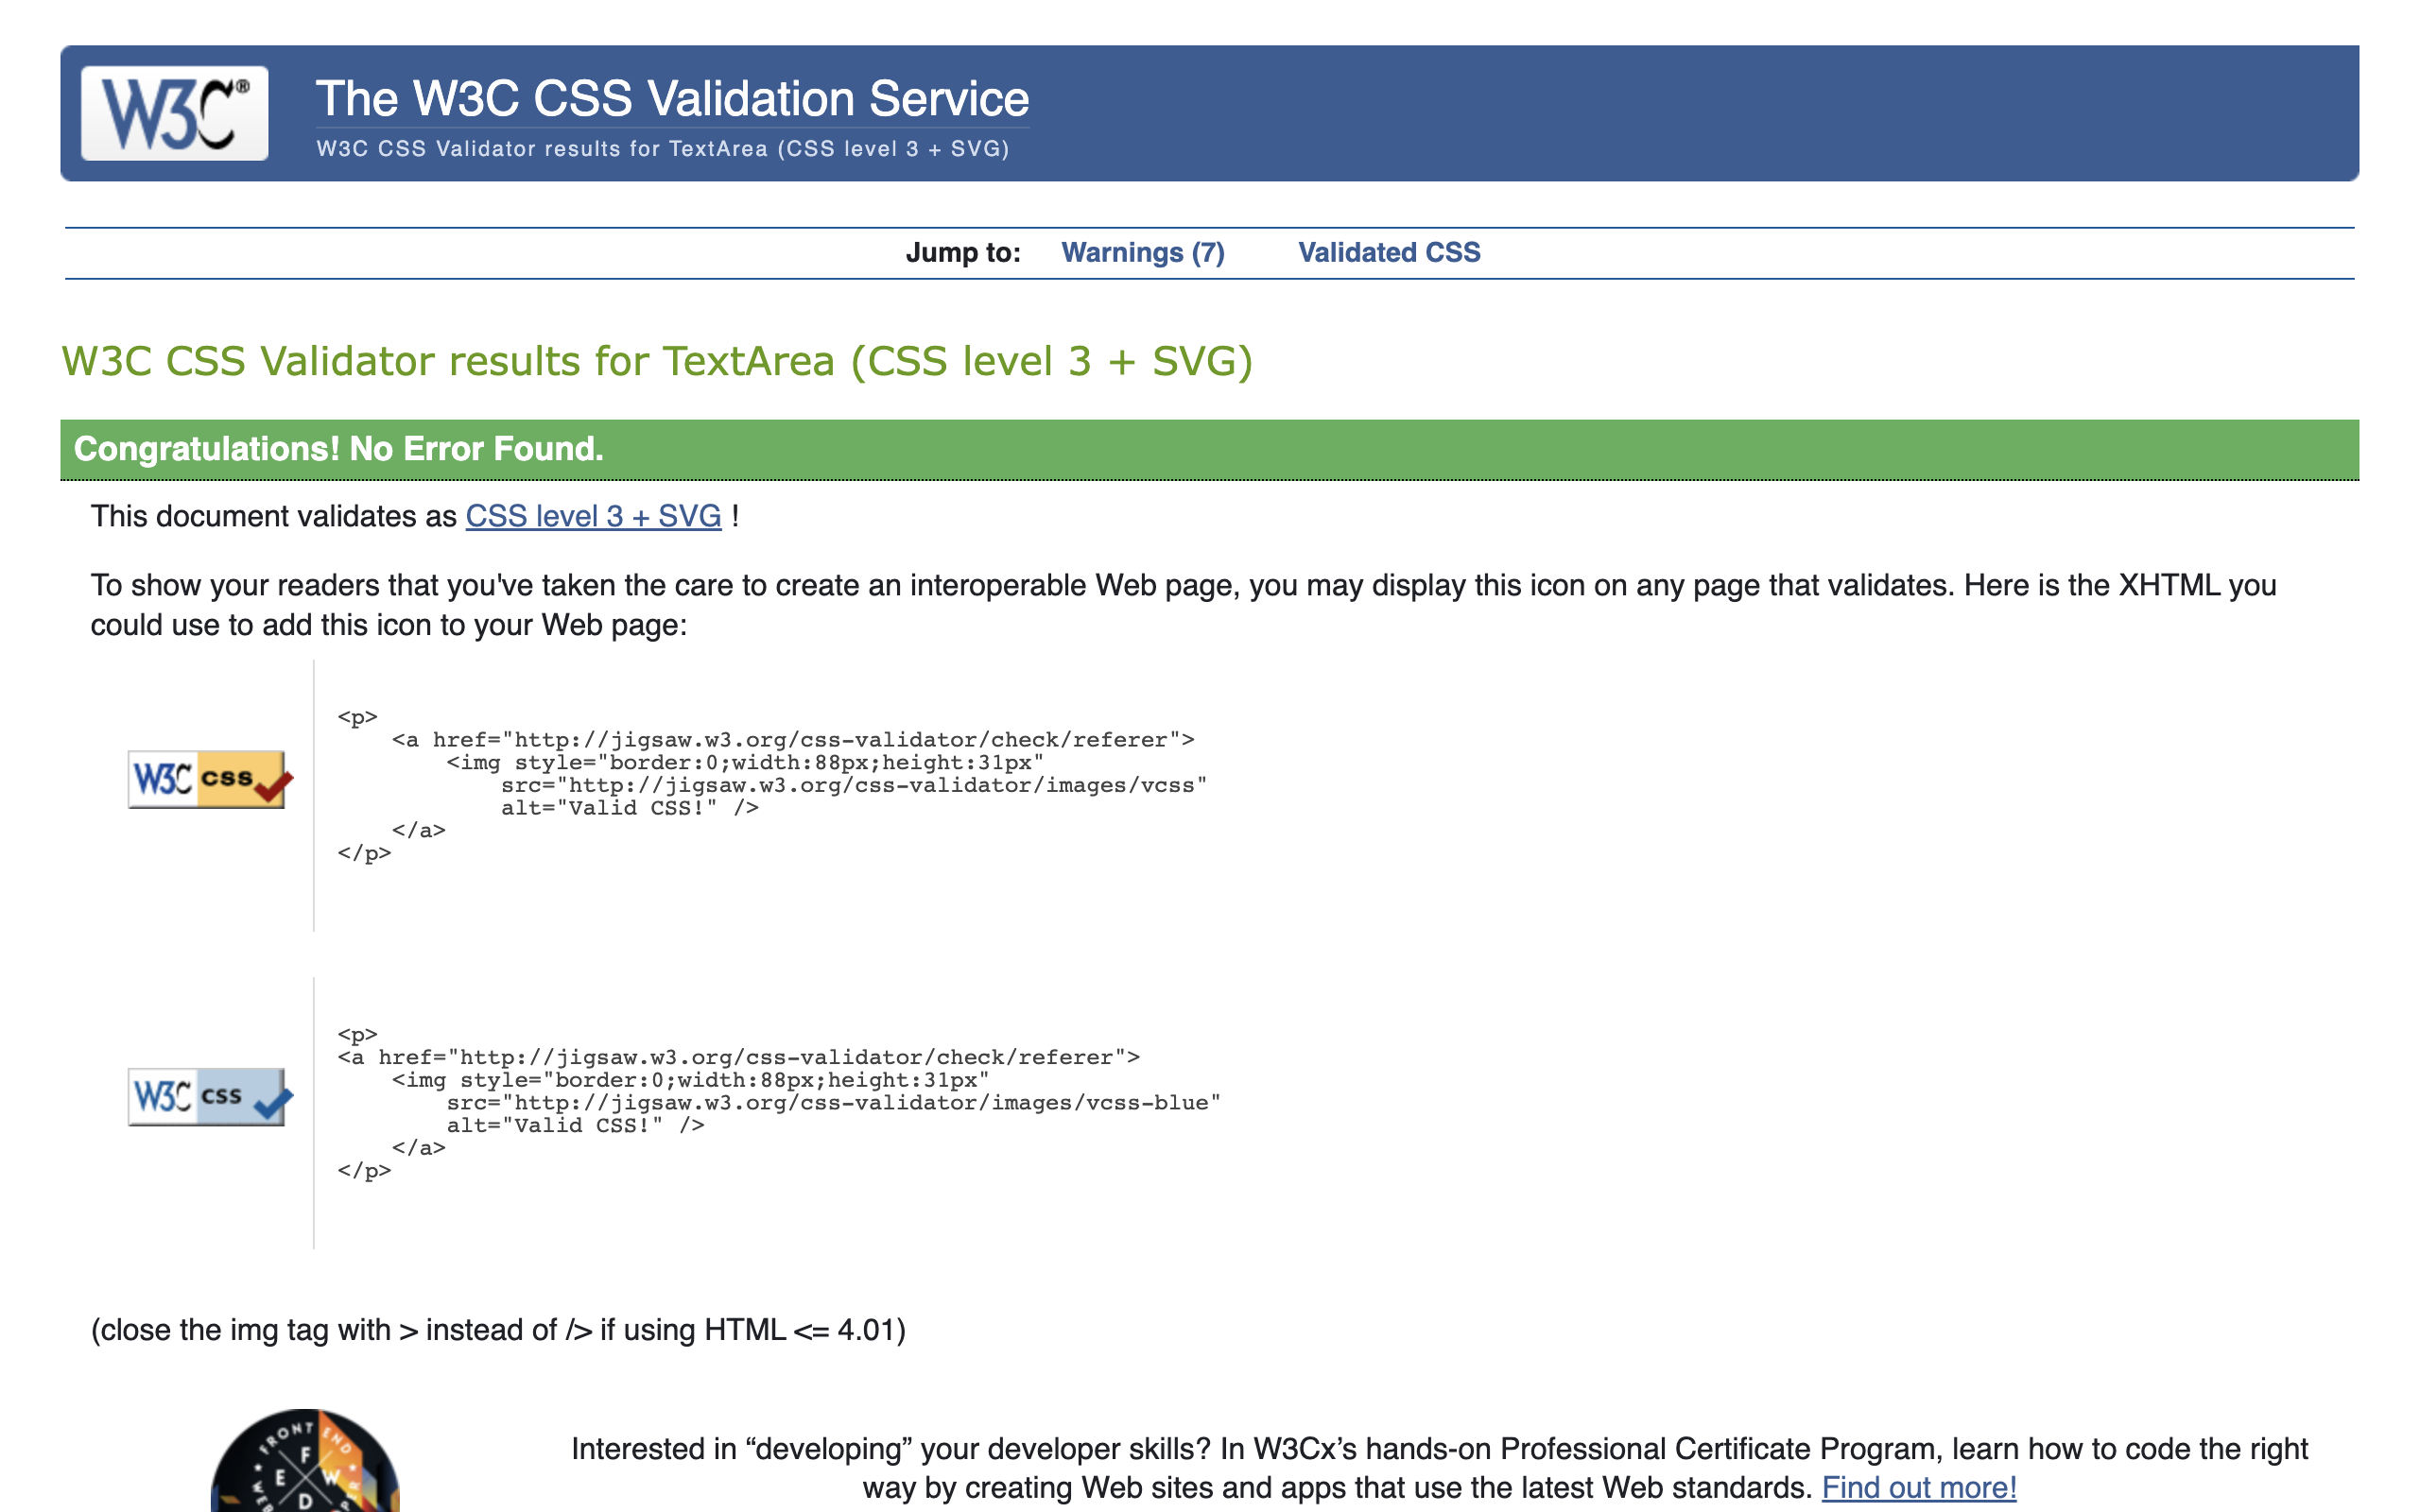 W3C®
The W3C CSS Validation Service
W3C CSS Validator results for TextArea (CSS level 3 + SVG)
Jump to: Warnings (7) Validated CSS
W3C CSS Validator results for TextArea (CSS level 3 + SVG)
Congratulations! No Error Found.
This document validates as CSS level 3 + SVG !
To show your readers that you've taken the care to create an interoperable Web page, you may display this icon on any page that validates. Here is the XHTML you
could use to add this icon to your Web page:
W3C css
<p>
    <a href="http://jigsaw.w3.org/css-validator/check/referer">
        <img style="border:0;width:88px;height:31px"
            src="http://jigsaw.w3.org/css-validator/images/vcss"
            alt="Valid CSS!" />
    </a>
</p>
W3C css
<p>
<a href="http://jigsaw.w3.org/css-validator/check/referer">
    <img style="border:0;width:88px;height:31px"
        src="http://jigsaw.w3.org/css-validator/images/vcss-blue"
        alt="Valid CSS!" />
    </a>
</p>
(close the img tag with > instead of /> if using HTML <= 4.01)
FRONT END
F
E W
D
Interested in “developing” your developer skills? In W3Cx’s hands-on Professional Certificate Program, learn how to code the right
way by creating Web sites and apps that use the latest Web standards. Find out more!